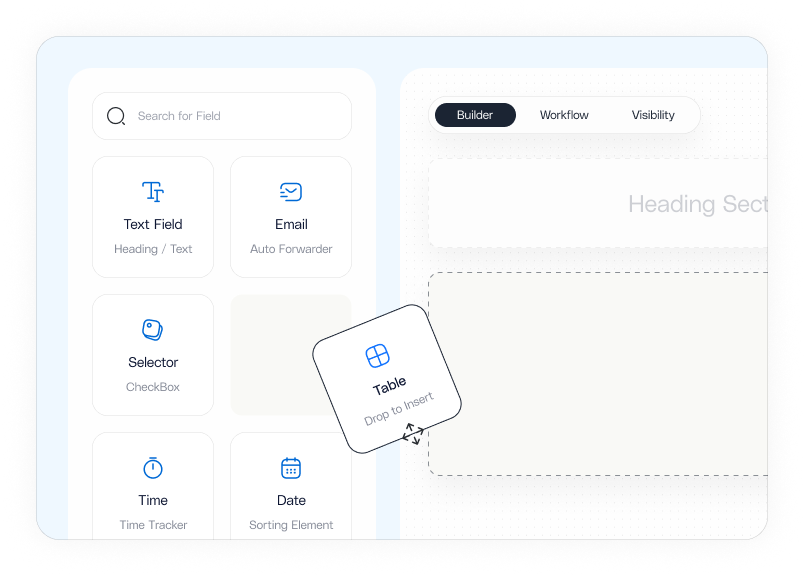 Search for Field
Text Field
Heading / Text
Email
Auto Forwarder
Selector
CheckBox
Table
Drop to Insert
Time
Time Tracker
Date
Sorting Element
Builder
Workflow
Visibility
Heading Sect